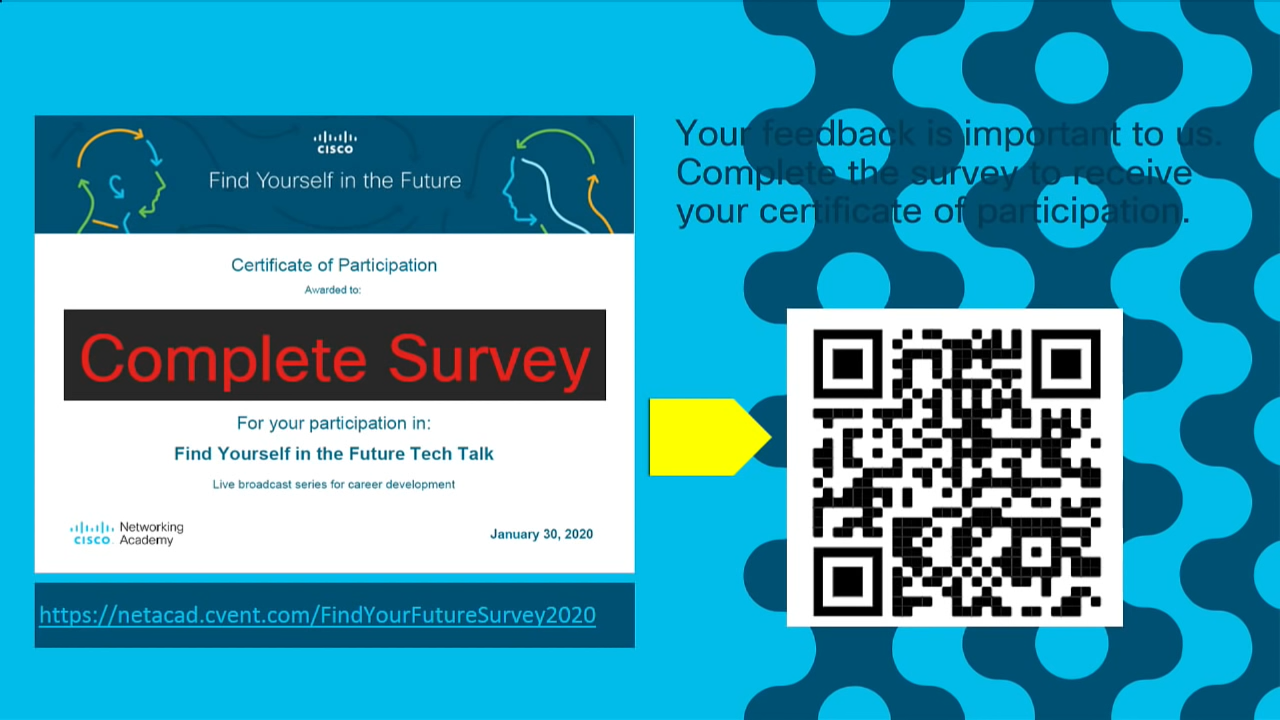 CISCO
Find Yourself in the Future
Certificate of Participation
Awarded to:
Complete Survey
For your participation in:
Find Yourself in the Future Tech Talk
Live broadcast series for career development
CISCO
Networking
Academy
January 30, 2020
https://netacad.cvent.com/FindYourFutureSurvey2020
Your feedback is important to us.
Complete the survey to receive
your certificate of participation.